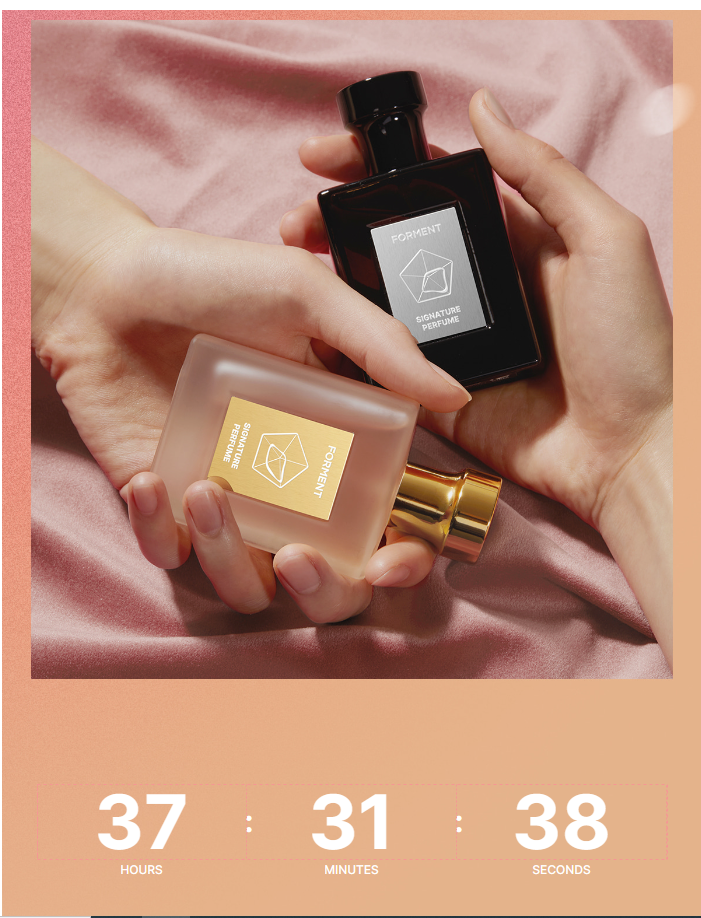 FORMENT
SIGNATURE
PERFUME
FORMENT
SIGNATURE
PERFUME
37 : 31 : 38
HOURS MINUTES SECONDS